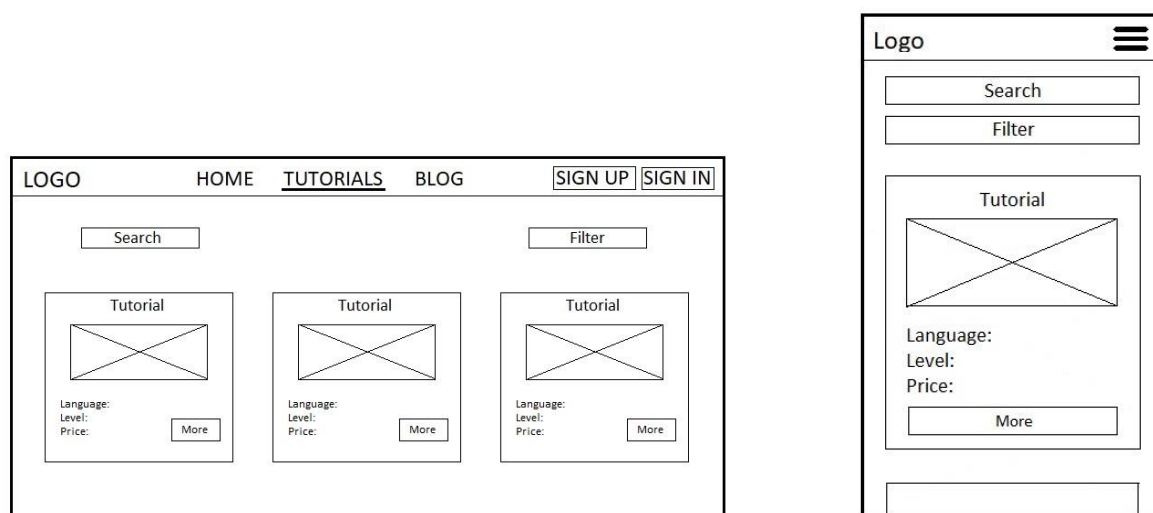 LOGO HOME TUTORIALS BLOG SIGN UP SIGN IN
Search Filter
Tutorial Tutorial Tutorial
Language: Language: Language:
Level: Level: Level:
Price: More Price: More Price: More
Logo
Search
Filter
Tutorial
Language:
Level:
Price:
More